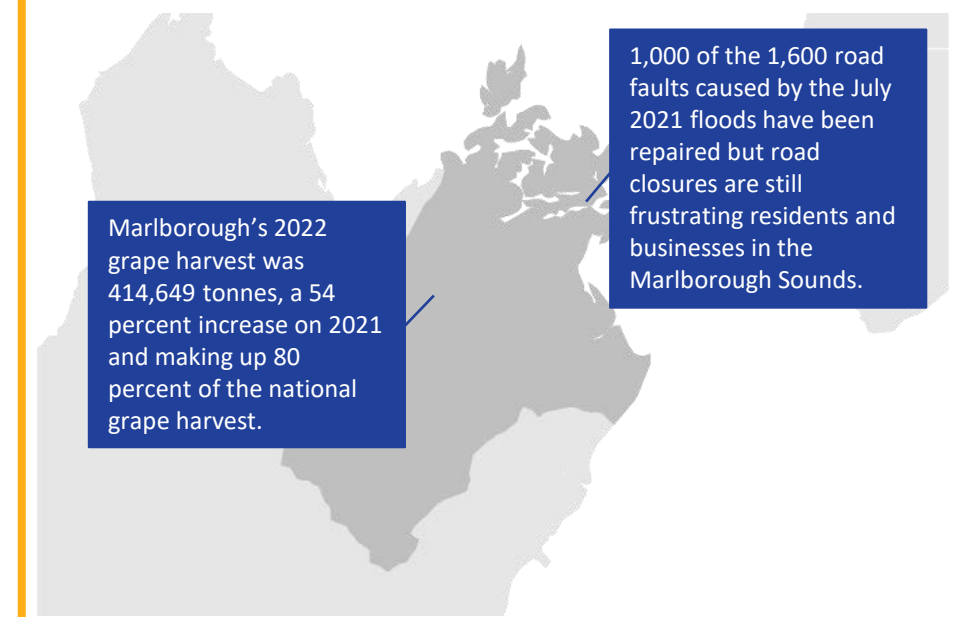 1,000 of the 1,600 road
faults caused by the July
2021 floods have been
repaired but road
closures are still
frustrating residents and
businesses in the
Marlborough Sounds.
Marlborough’s 2022
grape harvest was
414,649 tonnes, a 54
percent increase on 2021
and making up 80
percent of the national
grape harvest.